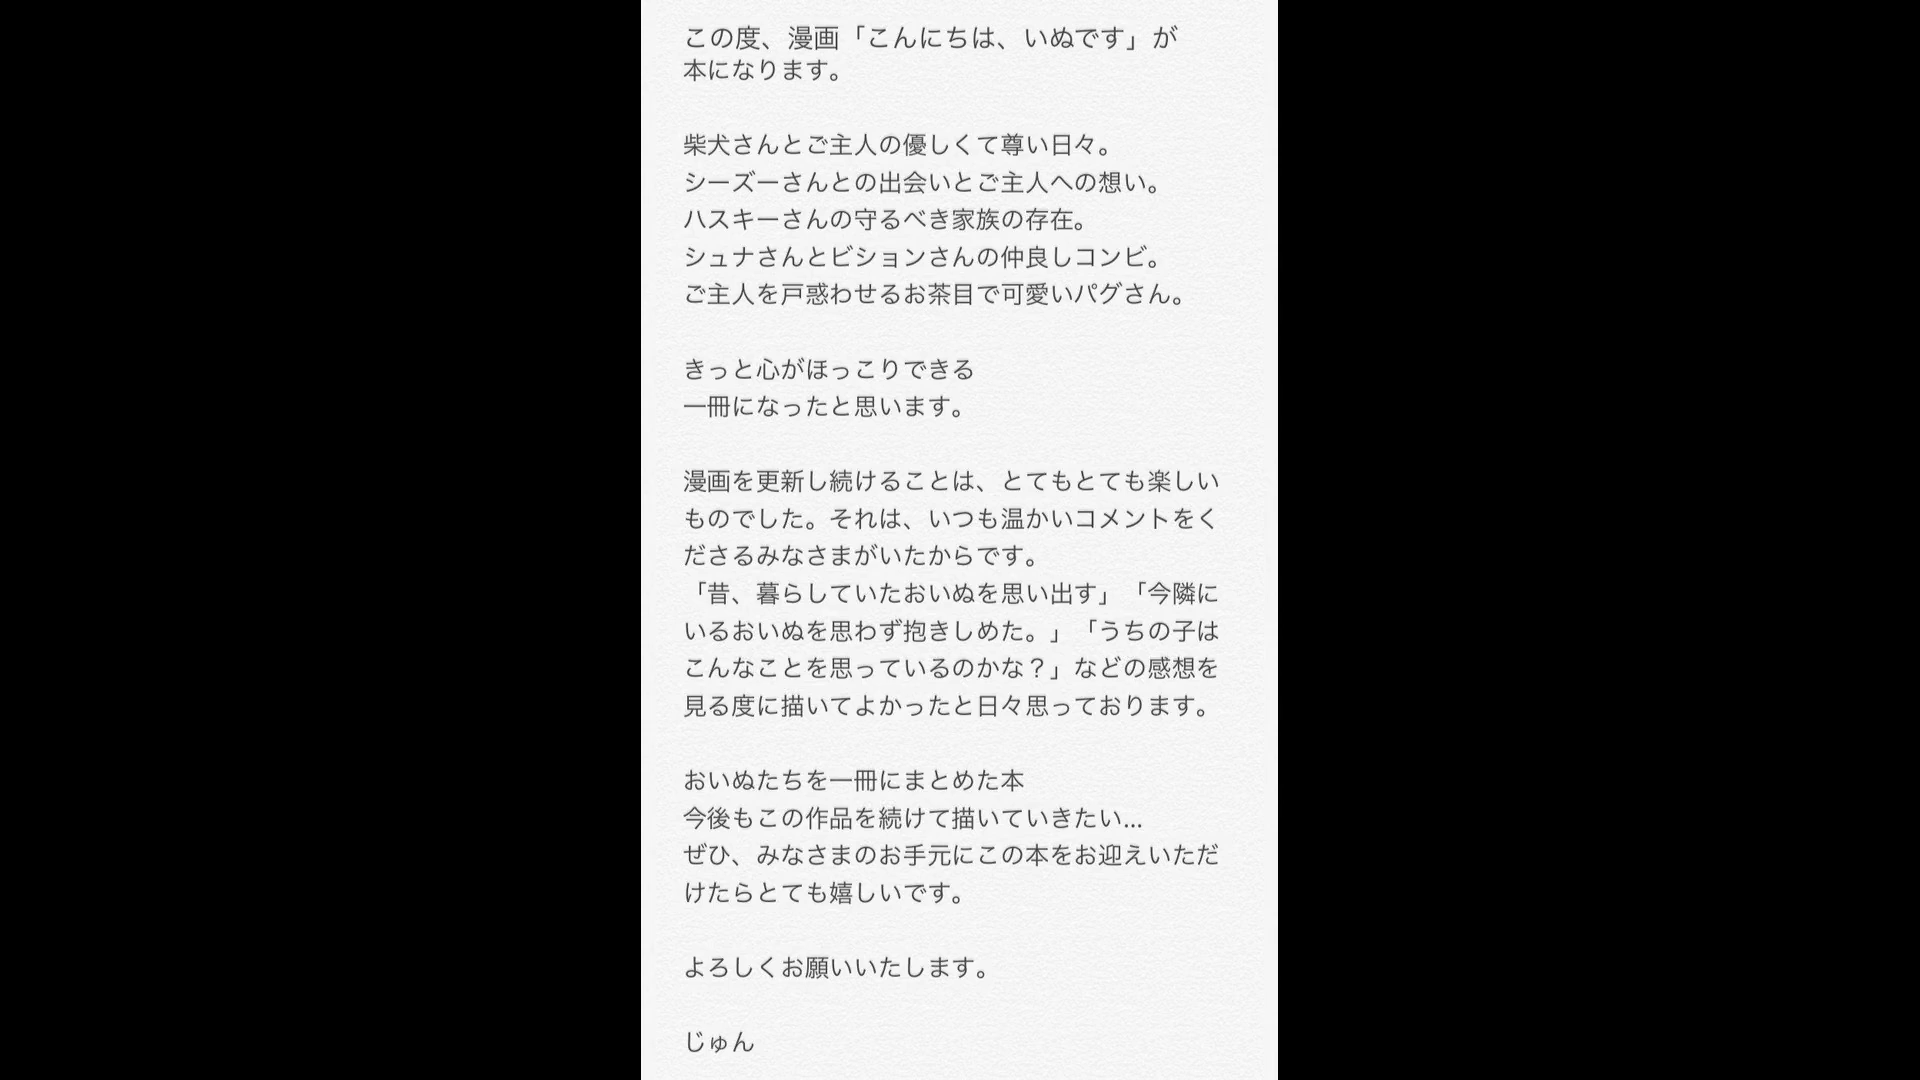 この度、漫画「こんにちは、いぬです」が
本になります。
柴犬さんとご主人の優しくて尊い日々。
シーズーさんとの出会いとご主人への想い。
ハスキーさんの守るべき家族の存在。
シュナさんとビションさんの仲良しコンビ。
ご主人を戸惑わせるお茶目で可愛いパグさん。
きっと心がほっこりできる
一冊になったと思います。
漫画を更新し続けることは、とてもとても楽しい
ものでした。それは、いつも温かいコメントをく
ださるみなさまがいたからです。
「昔、暮らしていたおいぬを思い出す」「今隣に
いるおいぬを思わず抱きしめた。」「うちの子は
こんなことを思っているのかな？」などの感想を
見る度に描いてよかったと日々思っております。
おいぬたちを一冊にまとめた本
今後もこの作品を続けて描いていきたい...
ぜひ、みなさまのお手元にこの本をお迎えいただ
けたらとても嬉しいです。
よろしくお願いいたします。
じゅん